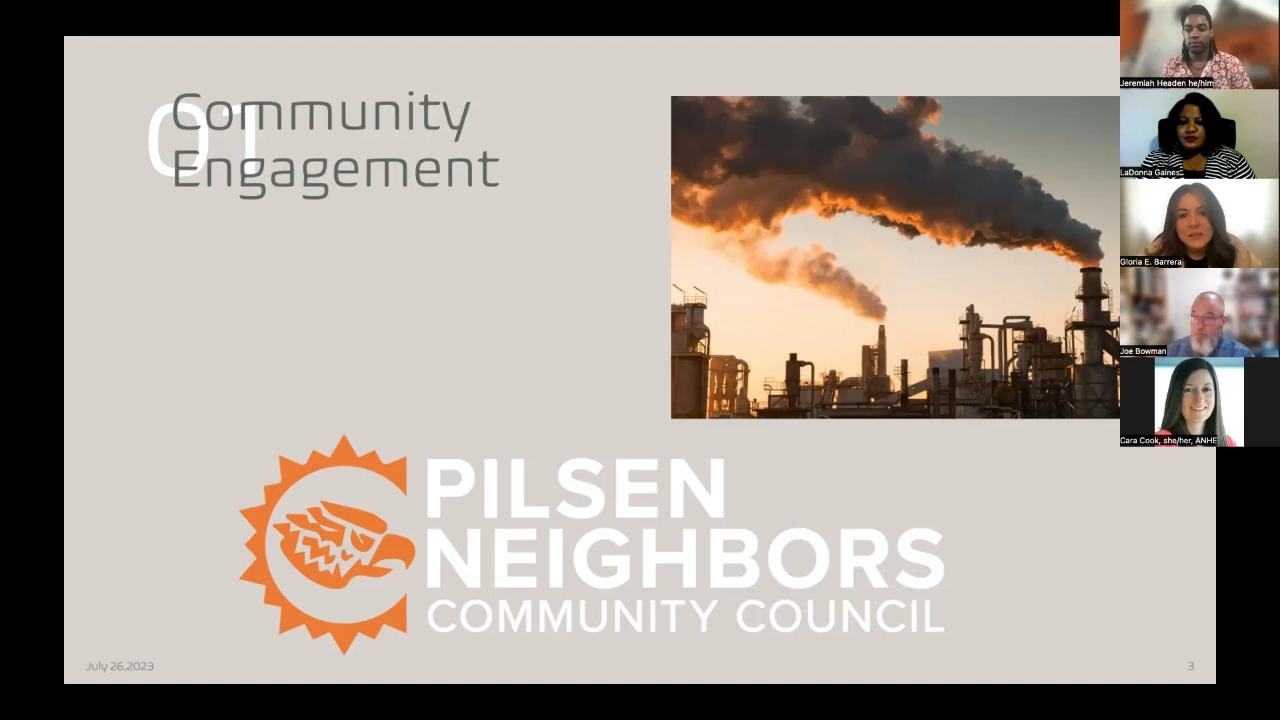 01
Community
Engagement
PILSEN
NEIGHBORS
COMMUNITY COUNCIL
July 26,2023
3
Jeremiah Headen he/him
LaDonna Gaines
Gloria E. Barrera
Joe Bowman
Cara Cook, she/her, ANHE